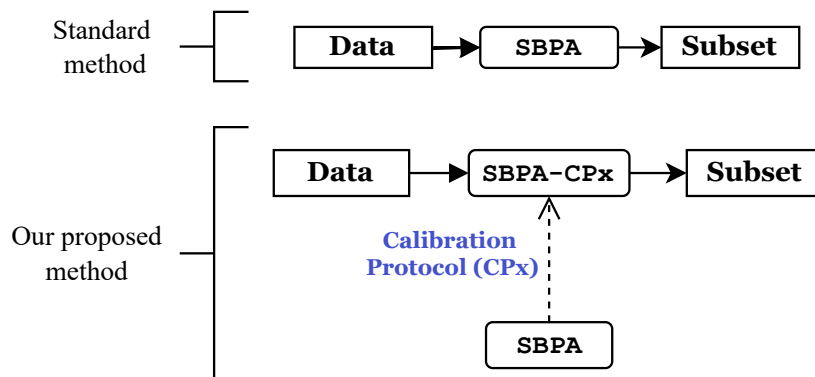 Standard
method
Data
SBPA
Subset
Our proposed
method
Data
SBPA-CPx
Subset
Calibration
Protocol (CPx)
SBPA